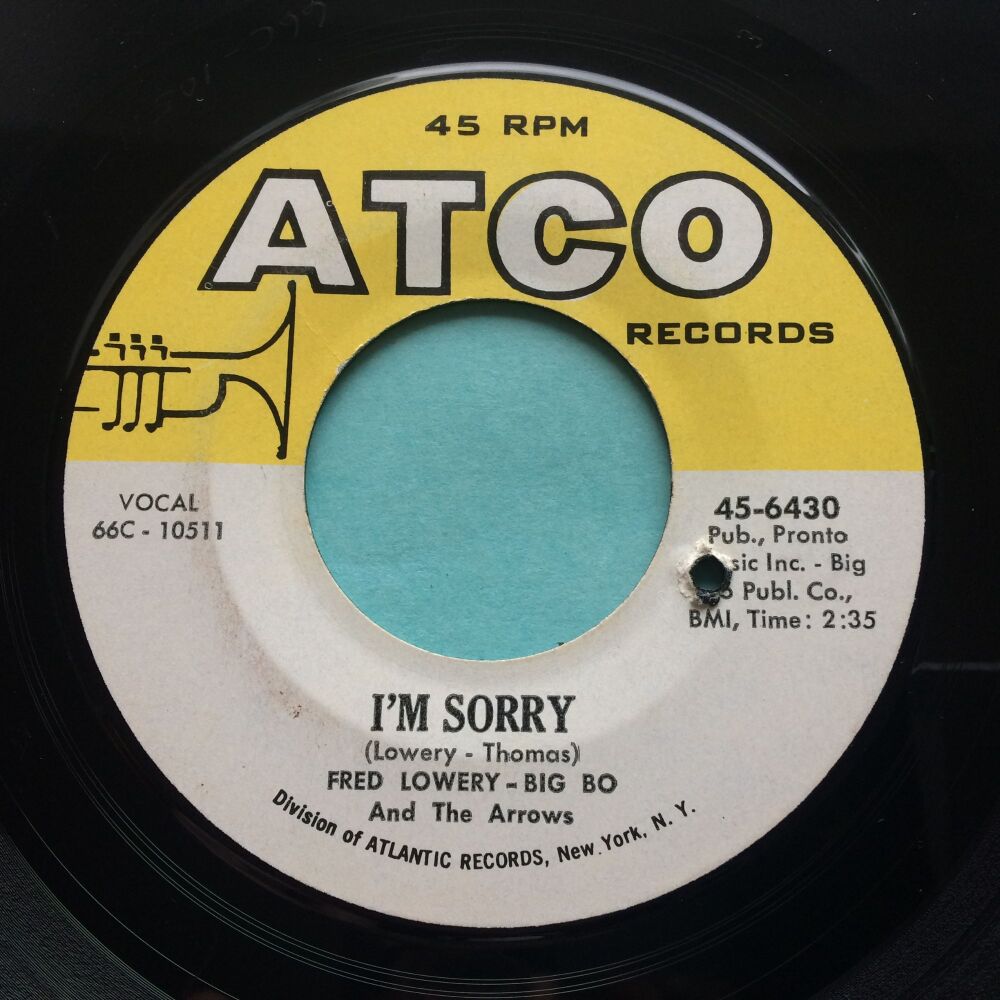 45 RPM
ATCO
RECORDS
VOCAL
66C - 10511
45-6430
Pub., Pronto
Inc. - Big
Publ. Co.,
BMI, Time: 2:35
I'M SORRY
(Lowery - Thomas)
FRED LOWERY - BIG BO
And The Arrows
Division of ATLANTIC RECORDS, New York, N. Y.